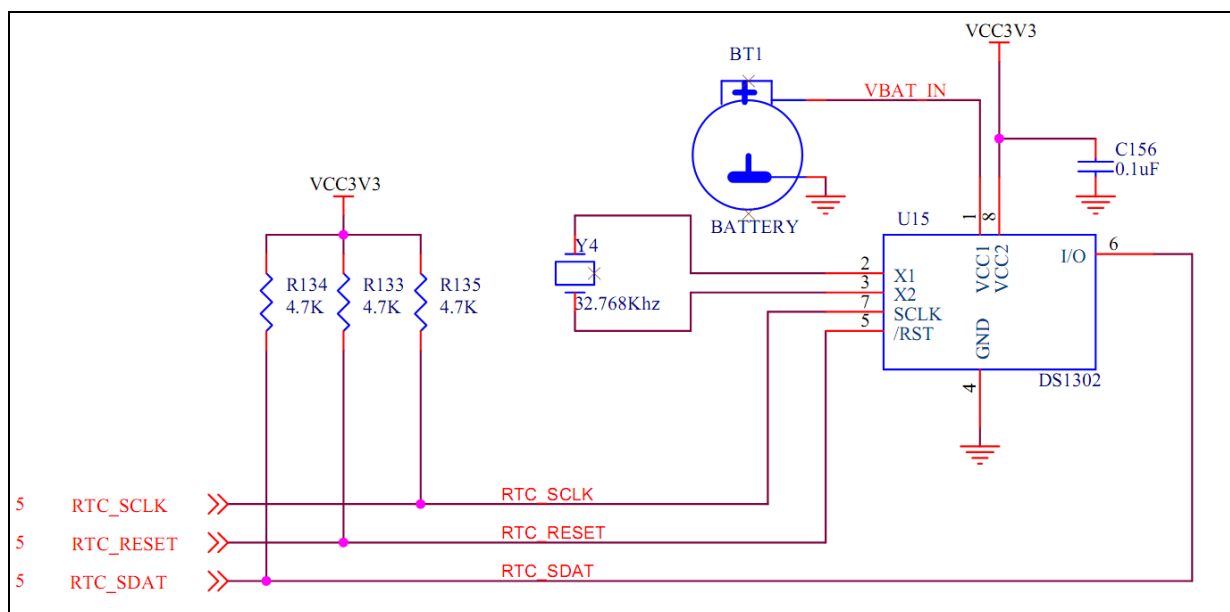 VCC3V3
BT1
VBAT_IN
C156
0.1uF
VCC3V3
BATTERY
U15
1
8
6
Y4
VCC1
VCC2
I/O
R134
4.7K
R133
4.7K
R135
4.7K
32.768Khz
2
X1
3
X2
7
SCLK
5
/RST
GND
4
DS1302
5 RTC_SCLK RTC_SCLK
5 RTC_RESET RTC_RESET
5 RTC_SDAT RTC_SDAT